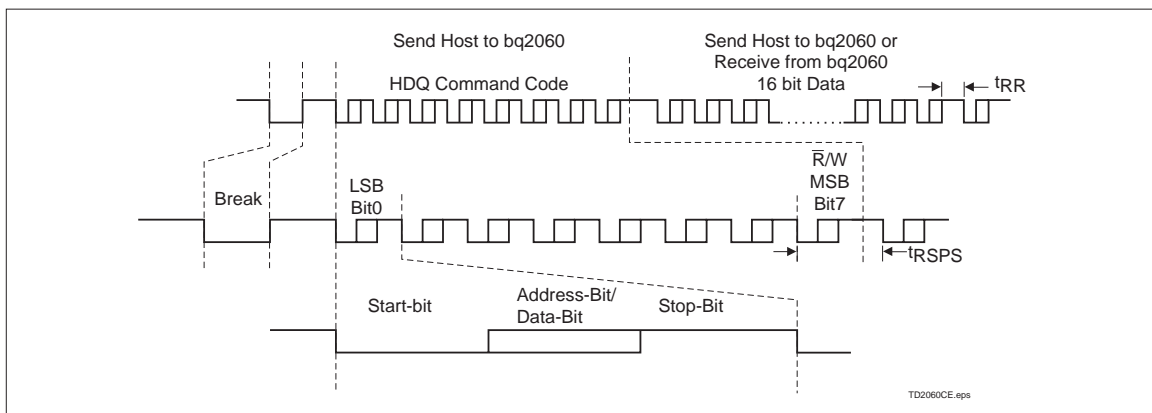 Send Host to bq2060
Send Host to bq2060 or
Receive from bq2060
16 bit Data
HDQ Command Code
tRR
R̅/W
MSB
Bit7
LSB
Bit0
Break
tRSPS
Start-bit
Address-Bit/
Data-Bit
Stop-Bit
TD2060CE.eps